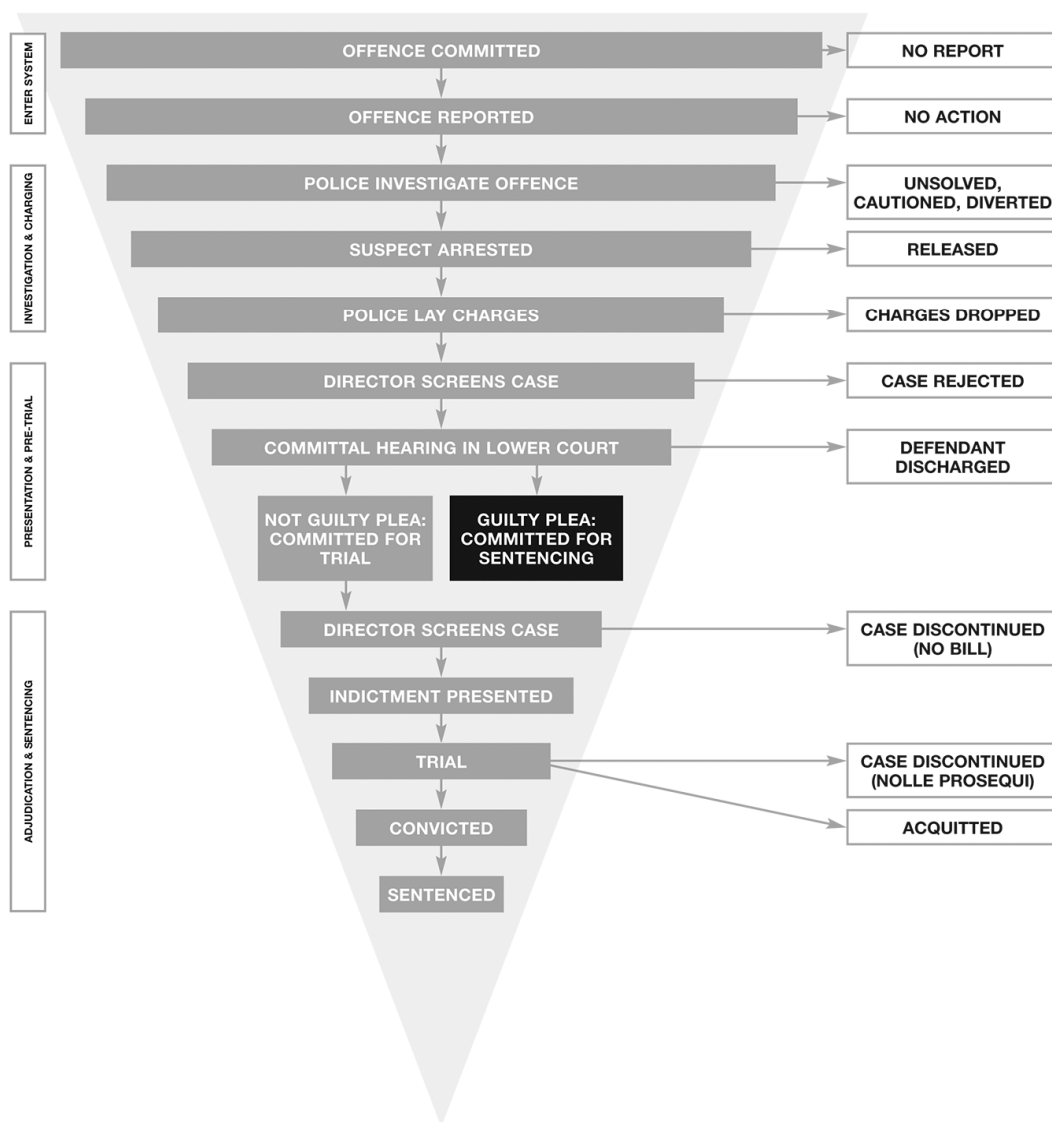 ENTER SYSTEM
OFFENCE COMMITTED
NO REPORT
OFFENCE REPORTED
NO ACTION
INVESTIGATION & CHARGING
POLICE INVESTIGATE OFFENCE
UNSOLVED,
CAUTIONED, DIVERTED
SUSPECT ARRESTED
RELEASED
POLICE LAY CHARGES
CHARGES DROPPED
PRESENTATION & PRE-TRIAL
DIRECTOR SCREENS CASE
CASE REJECTED
COMMITTAL HEARING IN LOWER COURT
DEFENDANT
DISCHARGED
NOT GUILTY PLEA:
COMMITTED FOR
TRIAL
GUILTY PLEA:
COMMITTED FOR
SENTENCING
ADJUDICATION & SENTENCING
DIRECTOR SCREENS CASE
CASE DISCONTINUED
(NO BILL)
INDICTMENT PRESENTED
TRIAL
CASE DISCONTINUED
(NOLLE PROSEQUI)
ACQUITTED
CONVICTED
SENTENCED